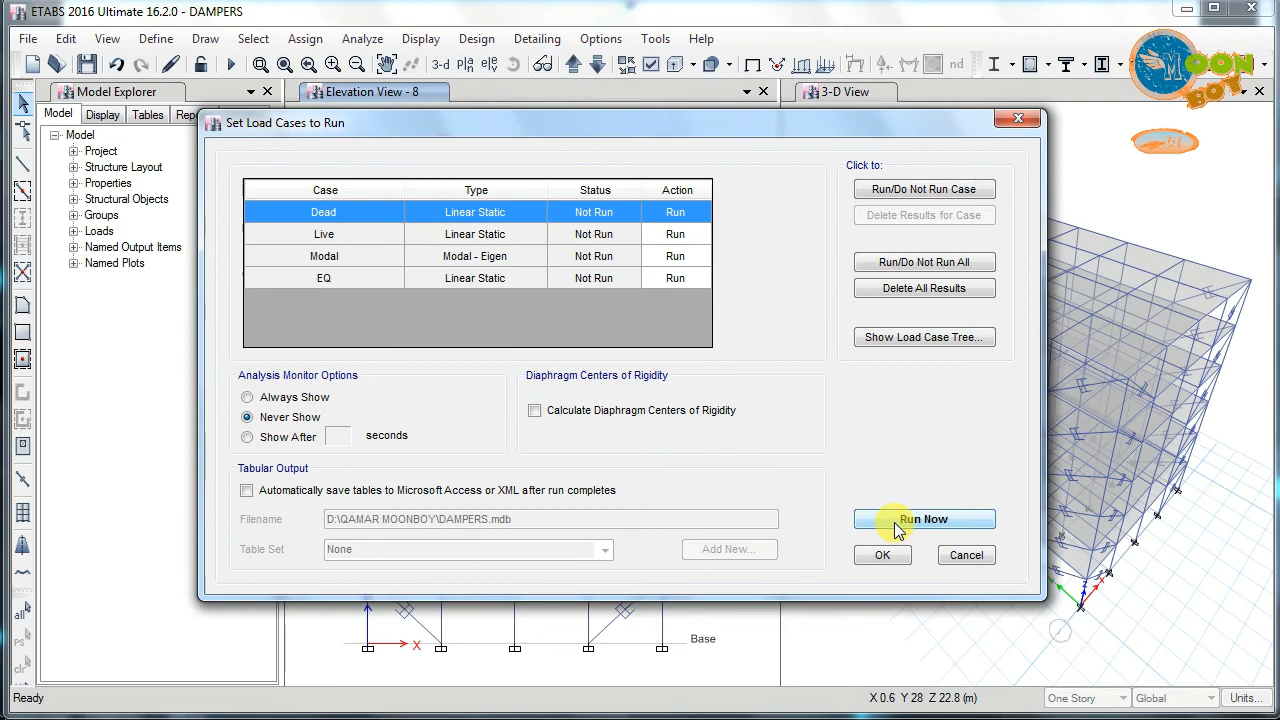 ETABS 2016 Ultimate 16.2.0 - DAMPERS
File Edit View Define Draw Select Assign Analyze Display Design Detailing Options Tools Help
3-d plan elev nd
MOON BOY
M
Model Explorer
Elevation View - 8
3-D View
Model Display Tables Rep
Model
Project
Structure Layout
Properties
Structural Objects
Groups
Loads
Named Output Items
Named Plots
Set Load Cases to Run
Case Type Status Action
Dead Linear Static Not Run Run
Live Linear Static Not Run Run
Modal Modal - Eigen Not Run Run
EQ Linear Static Not Run Run
Click to:
Run/Do Not Run Case
Delete Results for Case
Run/Do Not Run All
Delete All Results
Show Load Case Tree...
Analysis Monitor Options
Always Show
Never Show
Show After seconds
Diaphragm Centers of Rigidity
Calculate Diaphragm Centers of Rigidity
Tabular Output
Automatically save tables to Microsoft Access or XML after run completes
Filename D:\QAMAR MOONBOY\DAMPERS.mdb
Table Set None Add New...
Run Now
OK Cancel
all
PS
clr
X
Base
Y Z X
Ready
X 0.6 Y 28 Z 22.8 (m)
One Story Global Units...